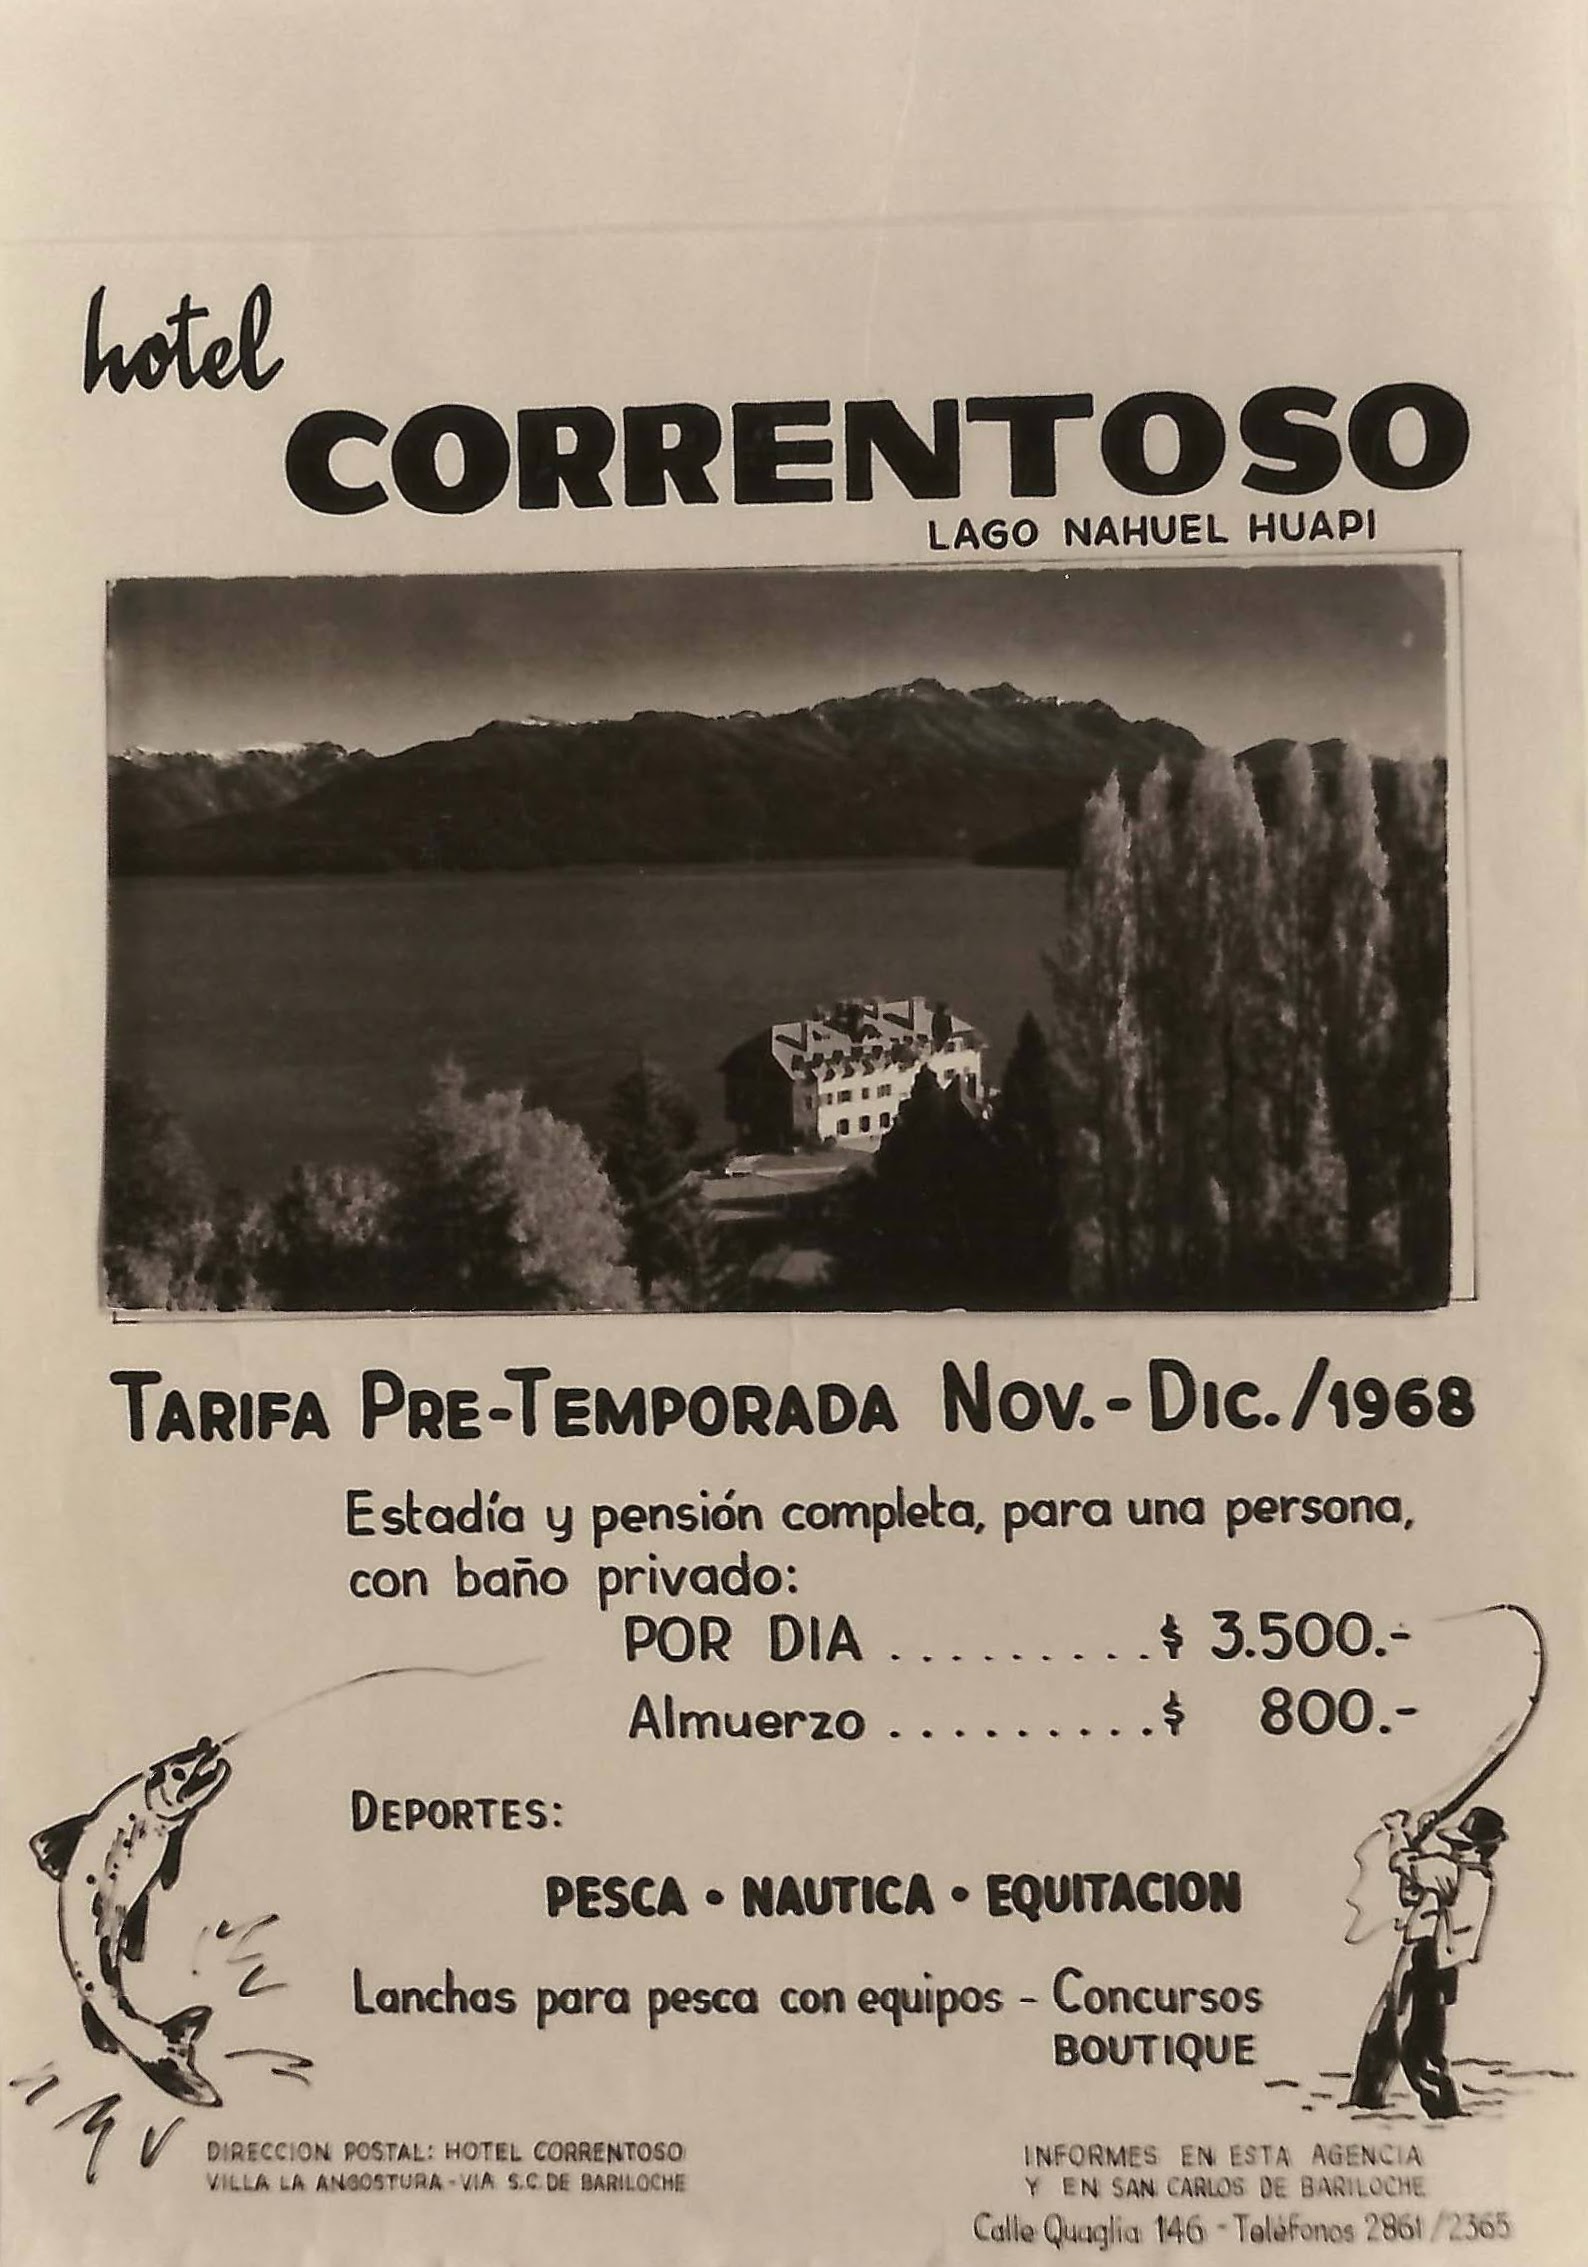 hotel
CORRENTOSO
LAGO NAHUEL HUAPI
TARIFA PRE-TEMPORADA NOV.-DIC./1968
Estadía y pensión completa, para una persona,
con baño privado:
POR DIA ..........$ 3.500.-
Almuerzo ..........$ 800.-
DEPORTES:
PESCA • NAUTICA • EQUITACION
Lanchas para pesca con equipos - Concursos
BOUTIQUE
DIRECCION POSTAL: HOTEL CORRENTOSO
VILLA LA ANGOSTURA - VIA S.C. DE BARILOCHE
INFORMES EN ESTA AGENCIA
Y EN SAN CARLOS DE BARILOCHE
Calle Quaglia 146 - Teléfonos 2861/2365